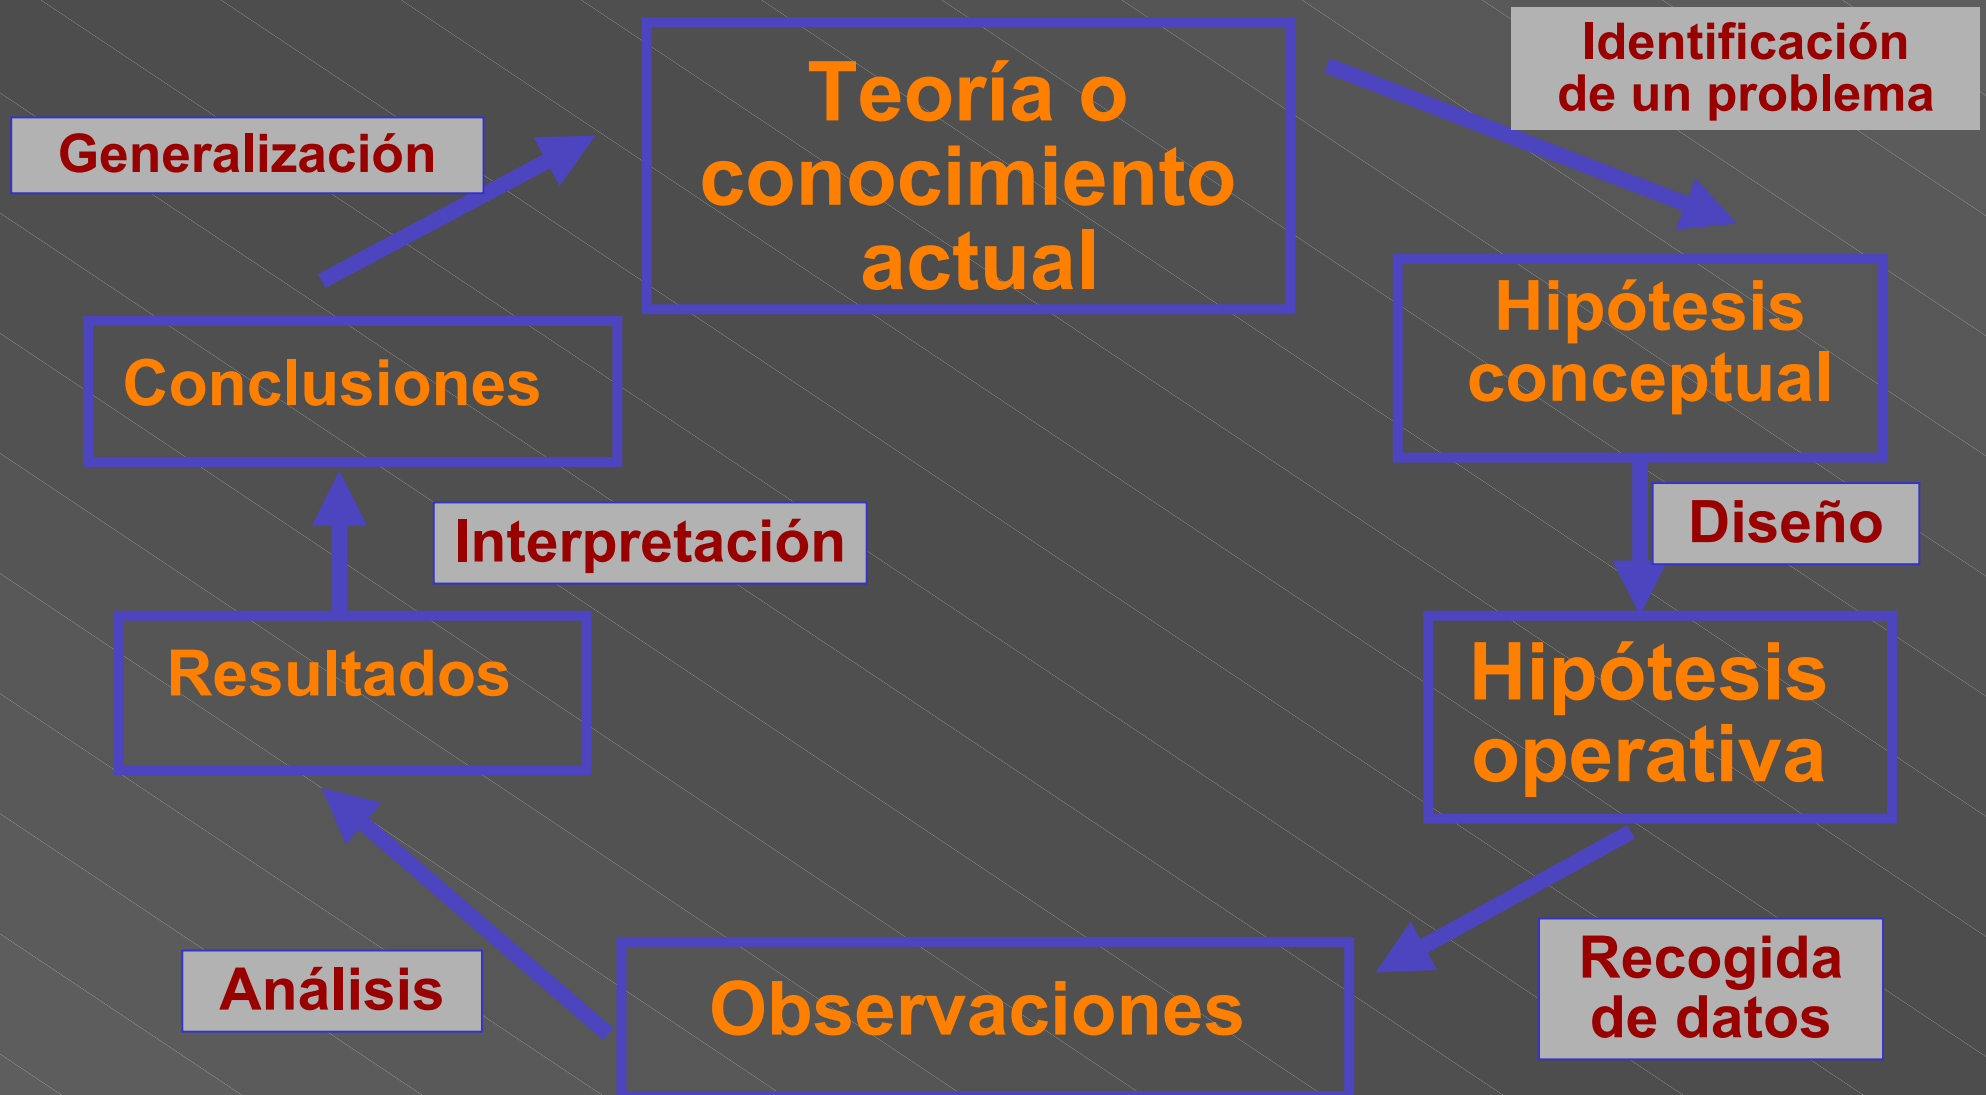 Teoría o
conocimiento
actual
Identificación
de un problema
Hipótesis
conceptual
Diseño
Hipótesis
operativa
Recogida
de datos
Observaciones
Análisis
Resultados
Interpretación
Conclusiones
Generalización